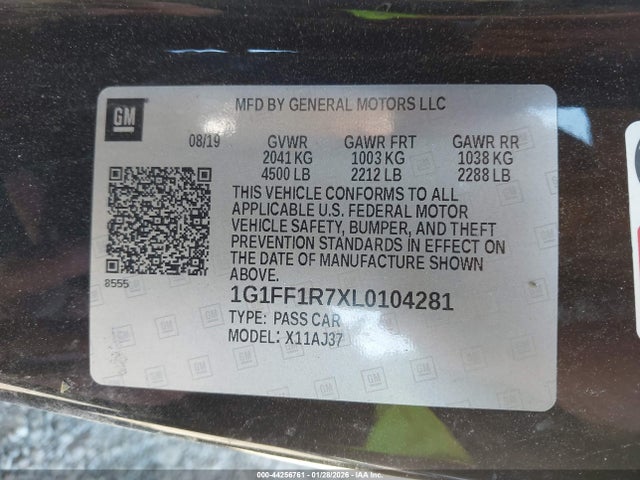 GM
MFD BY GENERAL MOTORS LLC
08/19 GVWR GAWR FRT GAWR RR
2041 KG 1003 KG 1038 KG
4500 LB 2212 LB 2288 LB
THIS VEHICLE CONFORMS TO ALL
APPLICABLE U.S. FEDERAL MOTOR
VEHICLE SAFETY, BUMPER, AND THEFT
PREVENTION STANDARDS IN EFFECT ON
THE DATE OF MANUFACTURE SHOWN
ABOVE.
8555
1G1FF1R7XL0104281
TYPE: PASS CAR
MODEL: X11AJ37
000-44256761 | 01/28/2026 | IAA Inc.